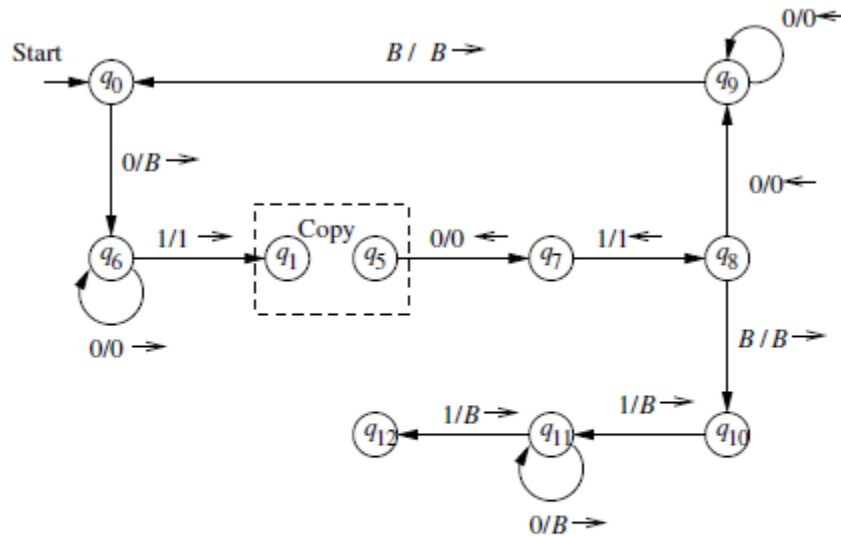 0/0 ←
Start
B / B →
q0
q9
0/B →
0/0 ←
Copy
1/1 →
0/0 ←
1/1 ←
q6
q1
q5
q7
q8
B / B →
0/0 →
1/B →
1/B →
q12
q11
q10
0/B →